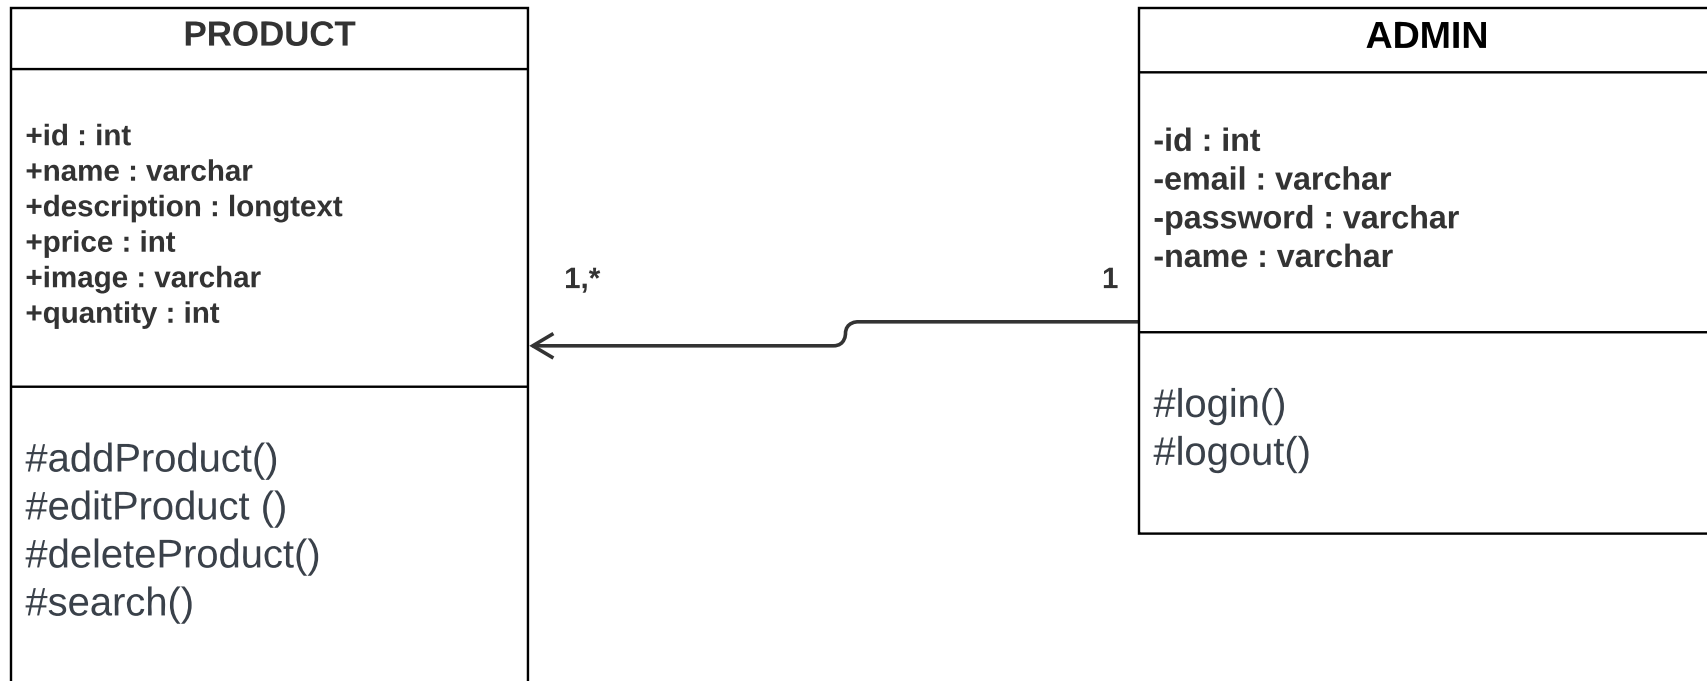 PRODUCT
+id : int
+name : varchar
+description : longtext
+price : int
+image : varchar
+quantity : int
#addProduct()
#editProduct ()
#deleteProduct()
#search()
1,*
1
ADMIN
-id : int
-email : varchar
-password : varchar
-name : varchar
#login()
#logout()